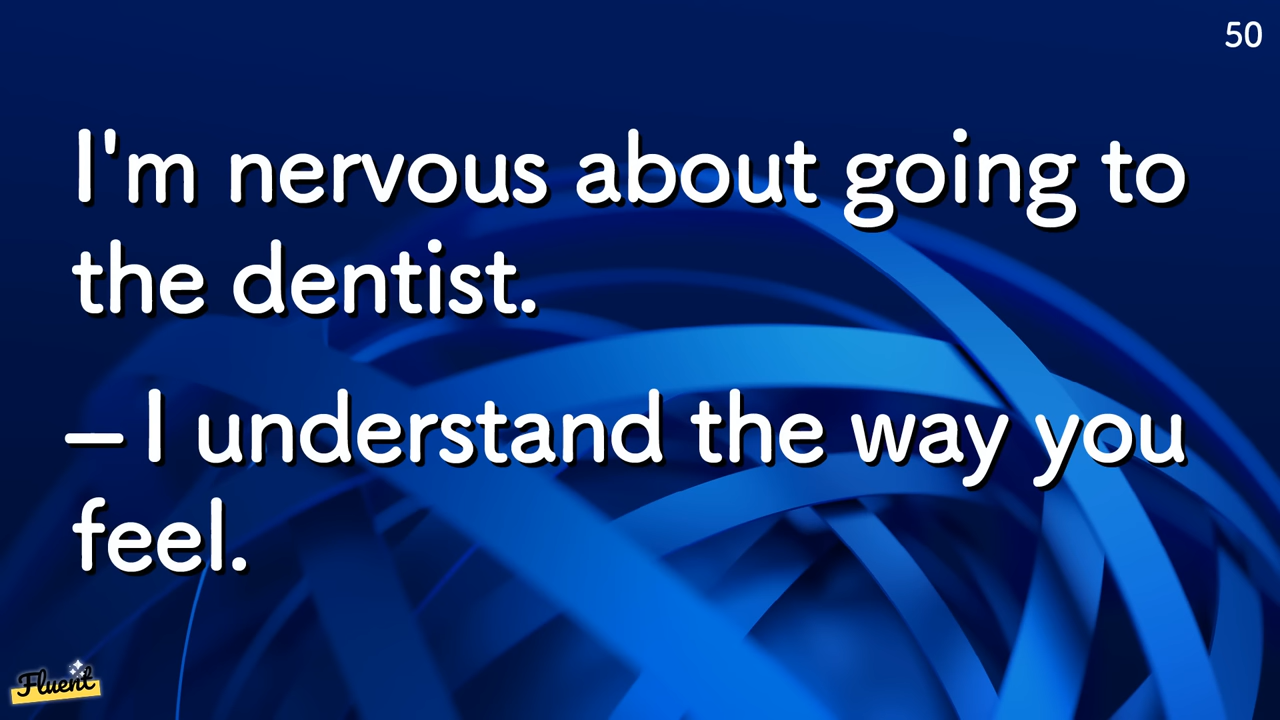 50
I'm nervous about going to
the dentist.
– I understand the way you
feel.
Fluent